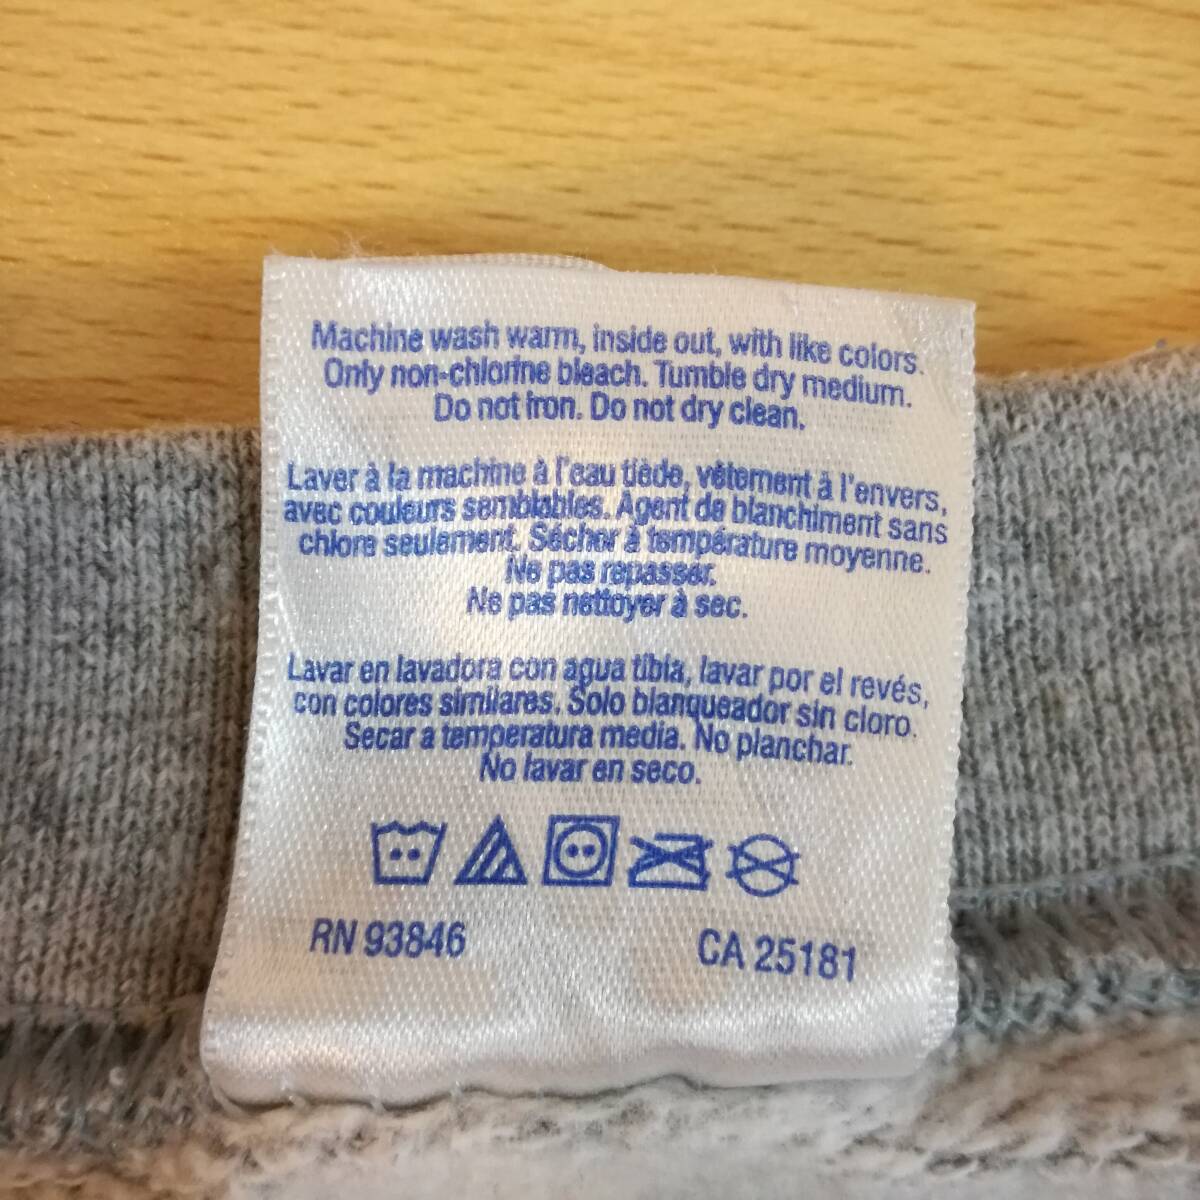 Machine wash warm, inside out, with like colors.
Only non-chlorine bleach. Tumble dry medium.
Do not iron. Do not dry clean.
Laver à la machine à l'eau tiède, vêtement à l'envers,
avec couleurs semblables. Agent de blanchiment sans
chlore seulement. Sécher à température moyenne.
Ne pas repasser.
Ne pas nettoyer à sec.
Lavar en lavadora con agua tibia, lavar por el revés,
con colores similares. Solo blanqueador sin cloro.
Secar a temperatura media. No planchar.
No lavar en seco.
RN 93846 CA 25181